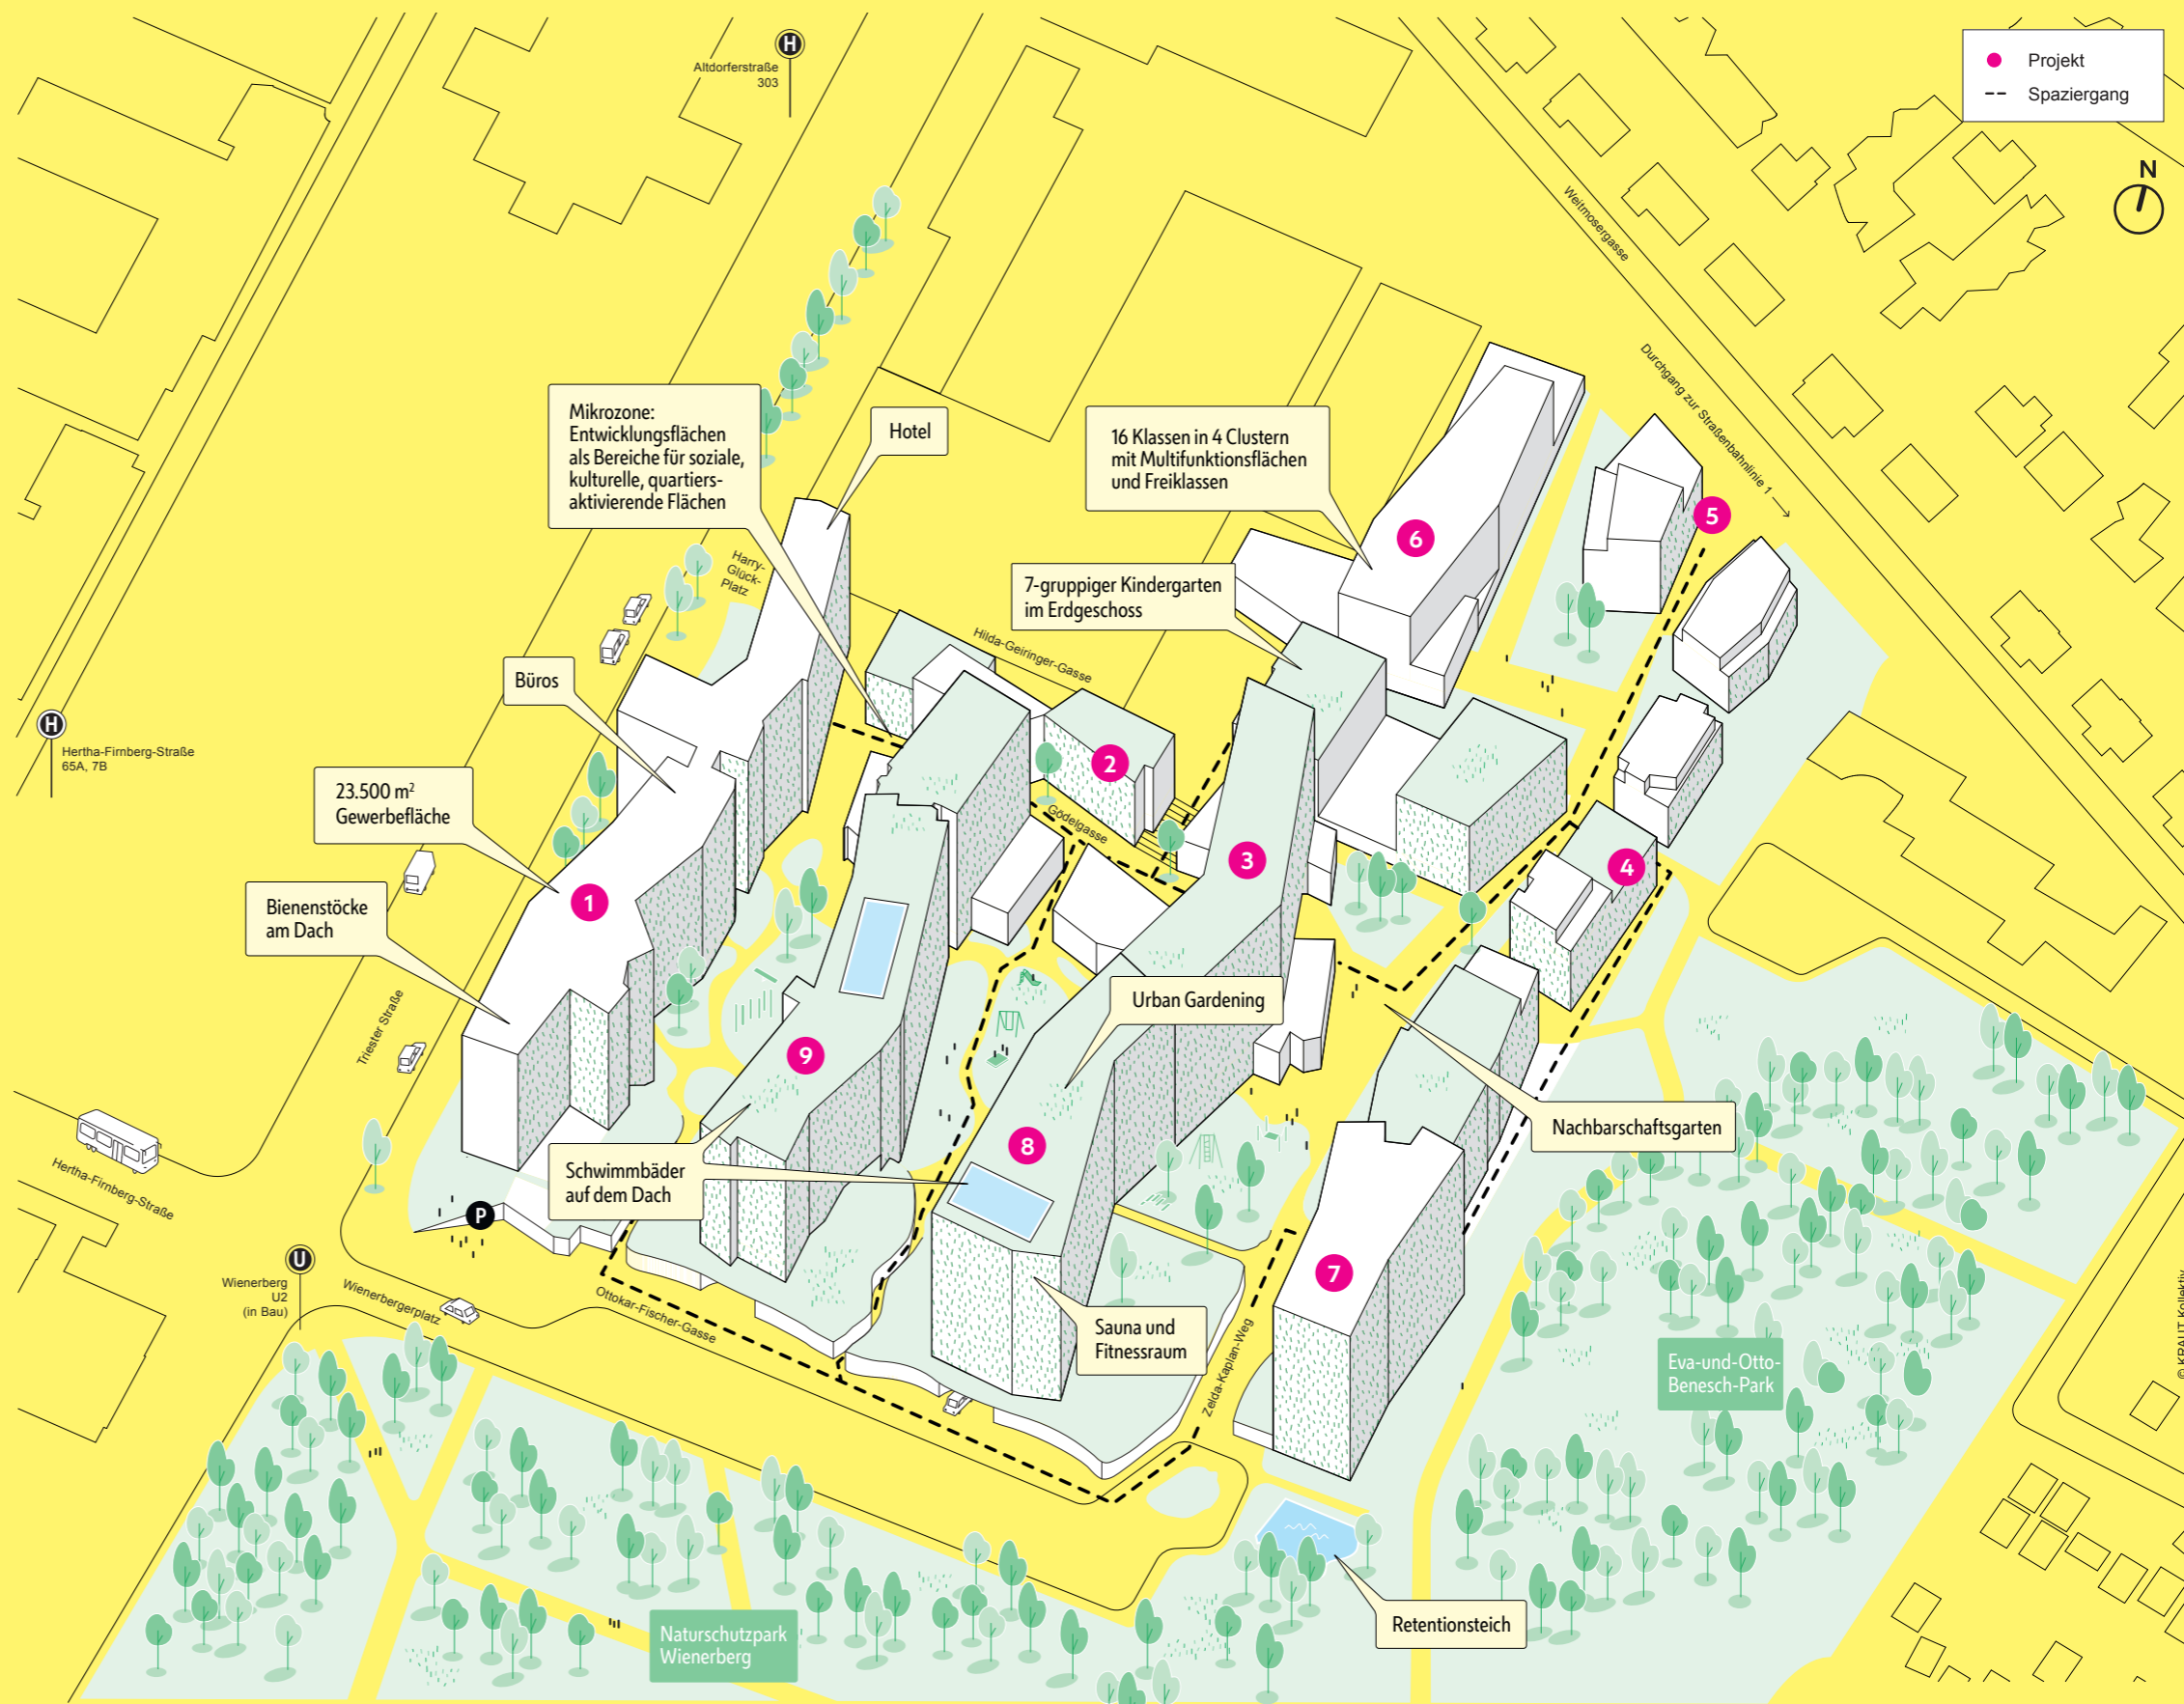 H
Altdorferstraße
303
Projekt
Spaziergang
N
Weitmosergasse
Durchgang zur Straßenbahnlinie 1 →
Mikrozone:
Entwicklungsflächen
als Bereiche für soziale,
kulturelle, quartiers-
aktivierende Flächen
Hotel
16 Klassen in 4 Clustern
mit Multifunktionsflächen
und Freiklassen
6
5
Harry-
Glück-
Platz
7-gruppiger Kindergarten
im Erdgeschoss
Hilda-Geiringer-Gasse
Büros
H
Hertha-Firnberg-Straße
65A, 7B
2
23.500 m²
Gewerbefläche
Gödelgasse
3
4
1
Bienenstöcke
am Dach
Urban Gardening
Triester Straße
9
Nachbarschaftsgarten
8
Hertha-Firnberg-Straße
Schwimmbäder
auf dem Dach
P
U
Wienerberg
U2
(in Bau)
Wienerbergerplatz
Ottokar-Fischer-Gasse
7
Sauna und
Fitnessraum
Zelda-Kaplan-Weg
Eva-und-Otto-
Benesch-Park
© KRAUT Kollektiv
Retentionsteich
Naturschutzpark
Wienerberg